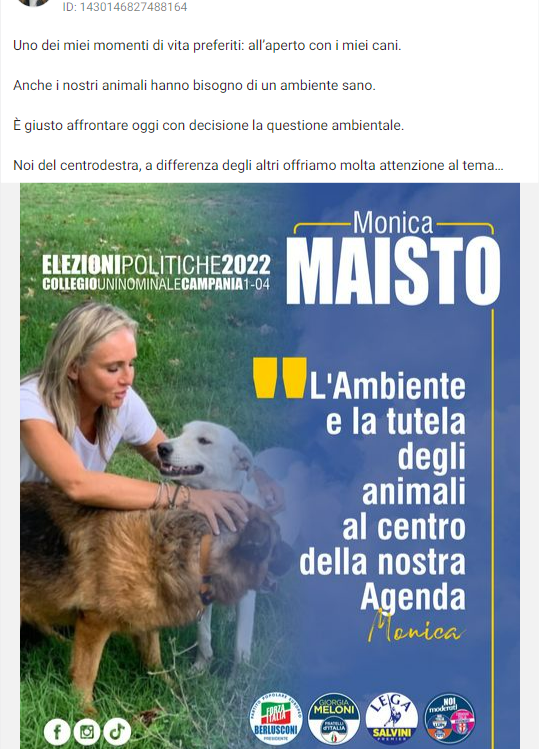 ID: 1430146827488164
Uno dei miei momenti di vita preferiti: all'aperto con i miei cani.
Anche i nostri animali hanno bisogno di un ambiente sano.
È giusto affrontare oggi con decisione la questione ambientale.
Noi del centrodestra, a differenza degli altri offriamo molta attenzione al tema...
Monica
MAISTO
ELEZIONIPOLITICHE2022
COLLEGIOUNINOMINALECAMPANIA1-04
"L'Ambiente
e la tutela
degli
animali
al centro
della nostra
Agenda
Monica
FORZA
ITALIA
BERLUSCONI
PRESIDENTE
GIORGIA
MELONI
FRATELLI
d'ITALIA
LEGA
SALVINI
PREMIER
NOI
moderati